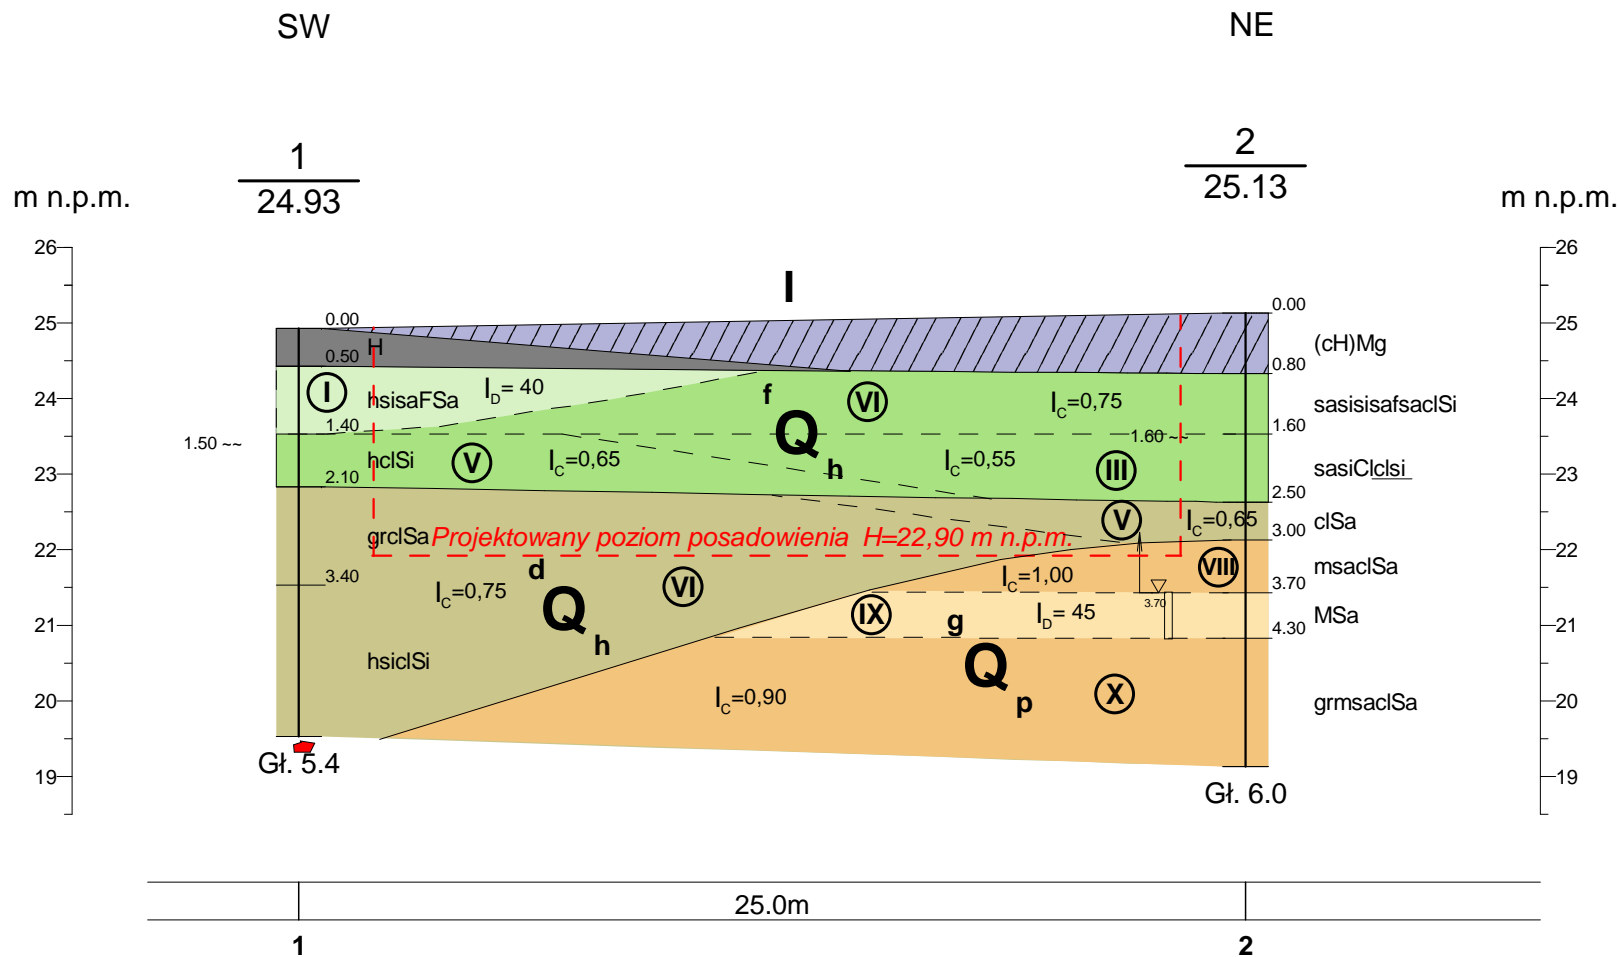 SW NE
1 2
24.93 25.13
m n.p.m. m n.p.m.
26 26
I
0.00
0.00
25 25
H
(cH)Mg
0.50 0.80
I hsisaFSa ID= 40 f VI IC=0,75 sasisisafsaclSi
24 24
1.40 1.60
1.50 ~~ Qh 1.60 ~~
hclSi V IC=0,65 IC=0,55 III sasiClclsi
23 23
2.10 2.50
V IC=0,65 clSa
grclSa Projektowany poziom posadowienia H=22,90 m n.p.m. 3.00
22 22
d VI IC=1,00 VIII msaclSa
3.40 3.70
IC=0,75 Qh 3.70
IX g ID= 45 MSa
21 21
4.30
hsiclSi Qp
IC=0,90 X grmsaclSa
20 20
Gł. 5.4
19 19
Gł. 6.0
25.0m
1 2